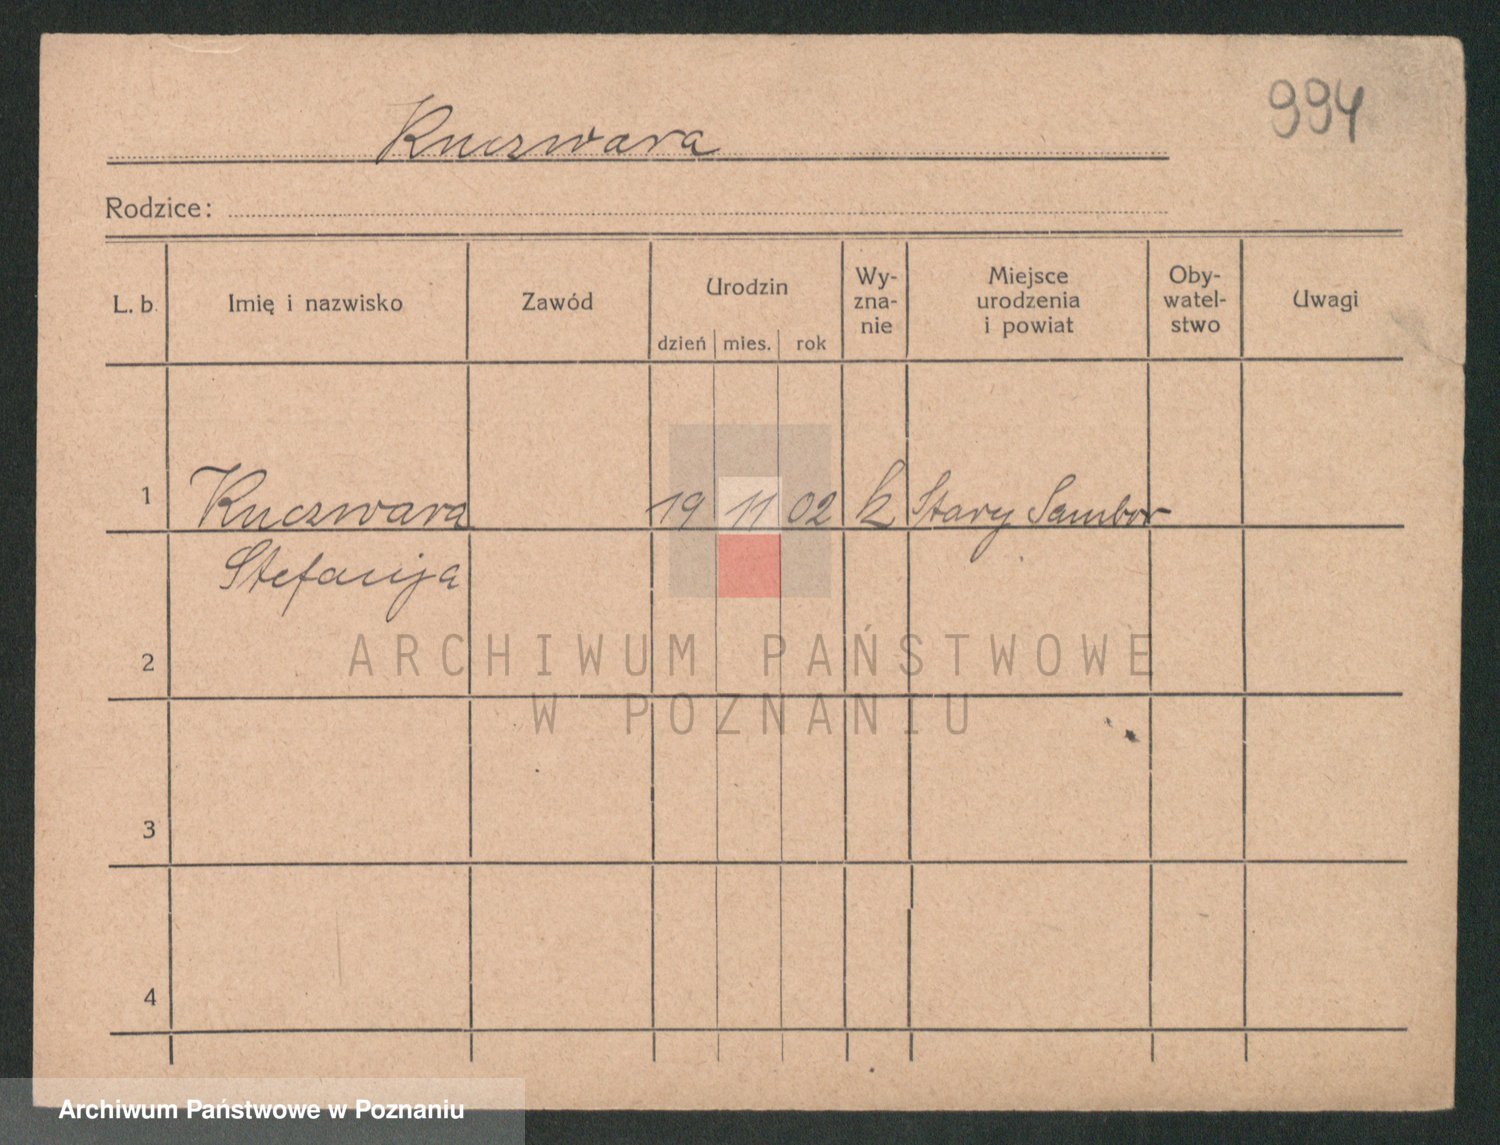 994
Kuczwara
Rodzice:
L. b. Imię i nazwisko Zawód Urodzin dzień mies. rok Wy-zna-nie Miejsce urodzenia i powiat Oby-watel-stwo Uwagi
1 Kuczwara 19 11 02 k Stary Sambor
Stefanja
2
ARCHIWUM PAŃSTWOWE
W POZNANIU
3
4
Archiwum Państwowe w Poznaniu